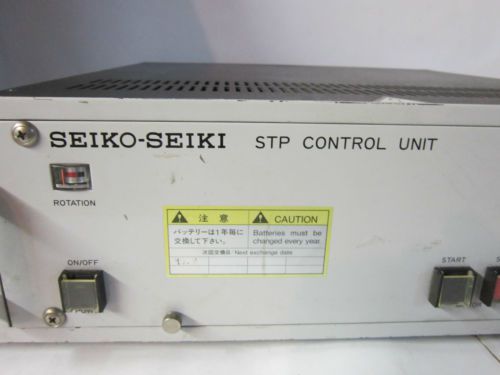 SEIKO-SEIKI STP CONTROL UNIT
ROTATION
注意 CAUTION
バッテリーは1年毎に
交換して下さい。
Batteries must be
changed every year.
次回交換日: Next exchange date
ON/OFF
POWER
START